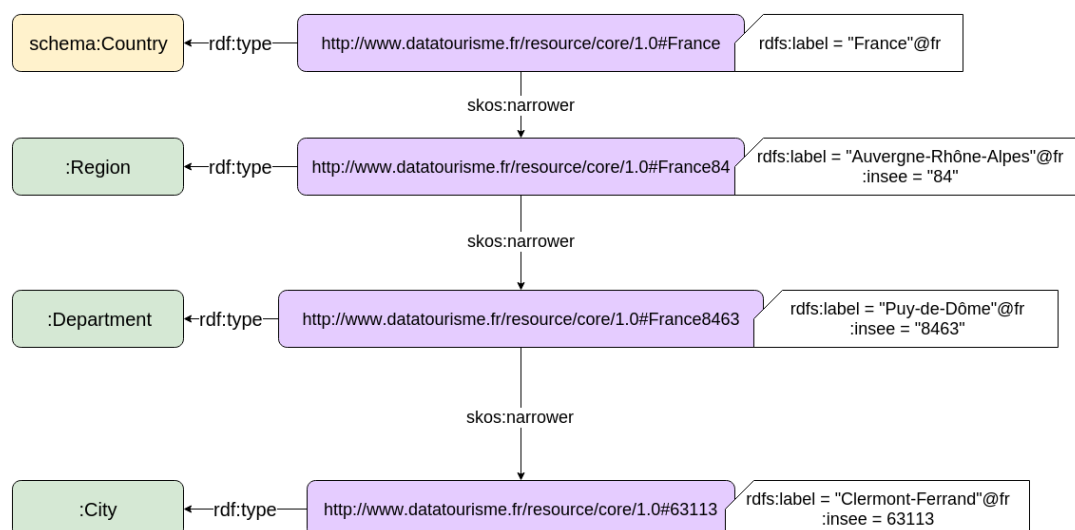 schema:Country
rdf:type
http://www.datatourisme.fr/resource/core/1.0#France
rdfs:label = "France"@fr
skos:narrower
:Region
rdf:type
http://www.datatourisme.fr/resource/core/1.0#France84
rdfs:label = "Auvergne-Rhône-Alpes"@fr
:insee = "84"
skos:narrower
:Department
rdf:type
http://www.datatourisme.fr/resource/core/1.0#France8463
rdfs:label = "Puy-de-Dôme"@fr
:insee = "8463"
skos:narrower
:City
rdf:type
http://www.datatourisme.fr/resource/core/1.0#63113
rdfs:label = "Clermont-Ferrand"@fr
:insee = 63113